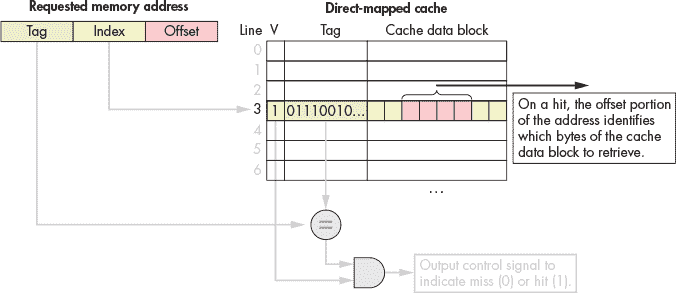 Requested memory address
Tag Index Offset
Direct-mapped cache
Line V Tag Cache data block
0
1
2
3 1 01110010...
4
5
6
...
On a hit, the offset portion
of the address identifies
which bytes of the cache
data block to retrieve.
==
Output control signal to
indicate miss (0) or hit (1).